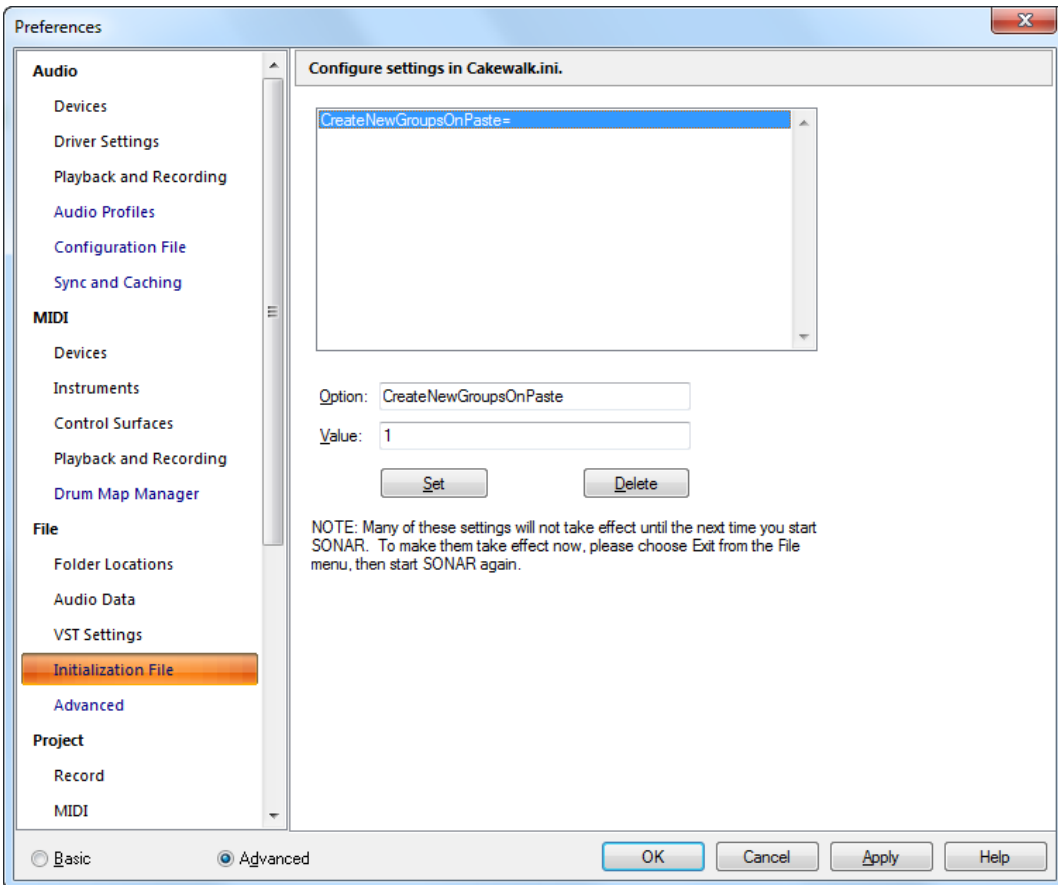 Preferences
Audio
Devices
Driver Settings
Playback and Recording
Audio Profiles
Configuration File
Sync and Caching
MIDI
Devices
Instruments
Control Surfaces
Playback and Recording
Drum Map Manager
File
Folder Locations
Audio Data
VST Settings
Initialization File
Advanced
Project
Record
MIDI
Configure settings in Cakewalk.ini.
CreateNewGroupsOnPaste=
Option: CreateNewGroupsOnPaste
Value: 1
Set Delete
NOTE: Many of these settings will not take effect until the next time you start
SONAR. To make them take effect now, please choose Exit from the File
menu, then start SONAR again.
Basic Advanced OK Cancel Apply Help